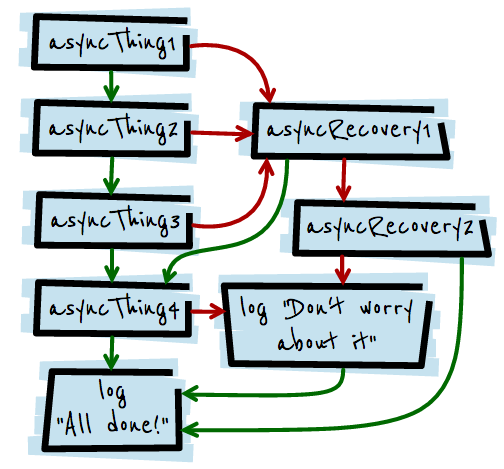 asyncThing1
asyncThing2
asyncRecovery1
asyncThing3
asyncRecovery2
asyncThing4
log "Don't worry
about it"
log
"All done!"